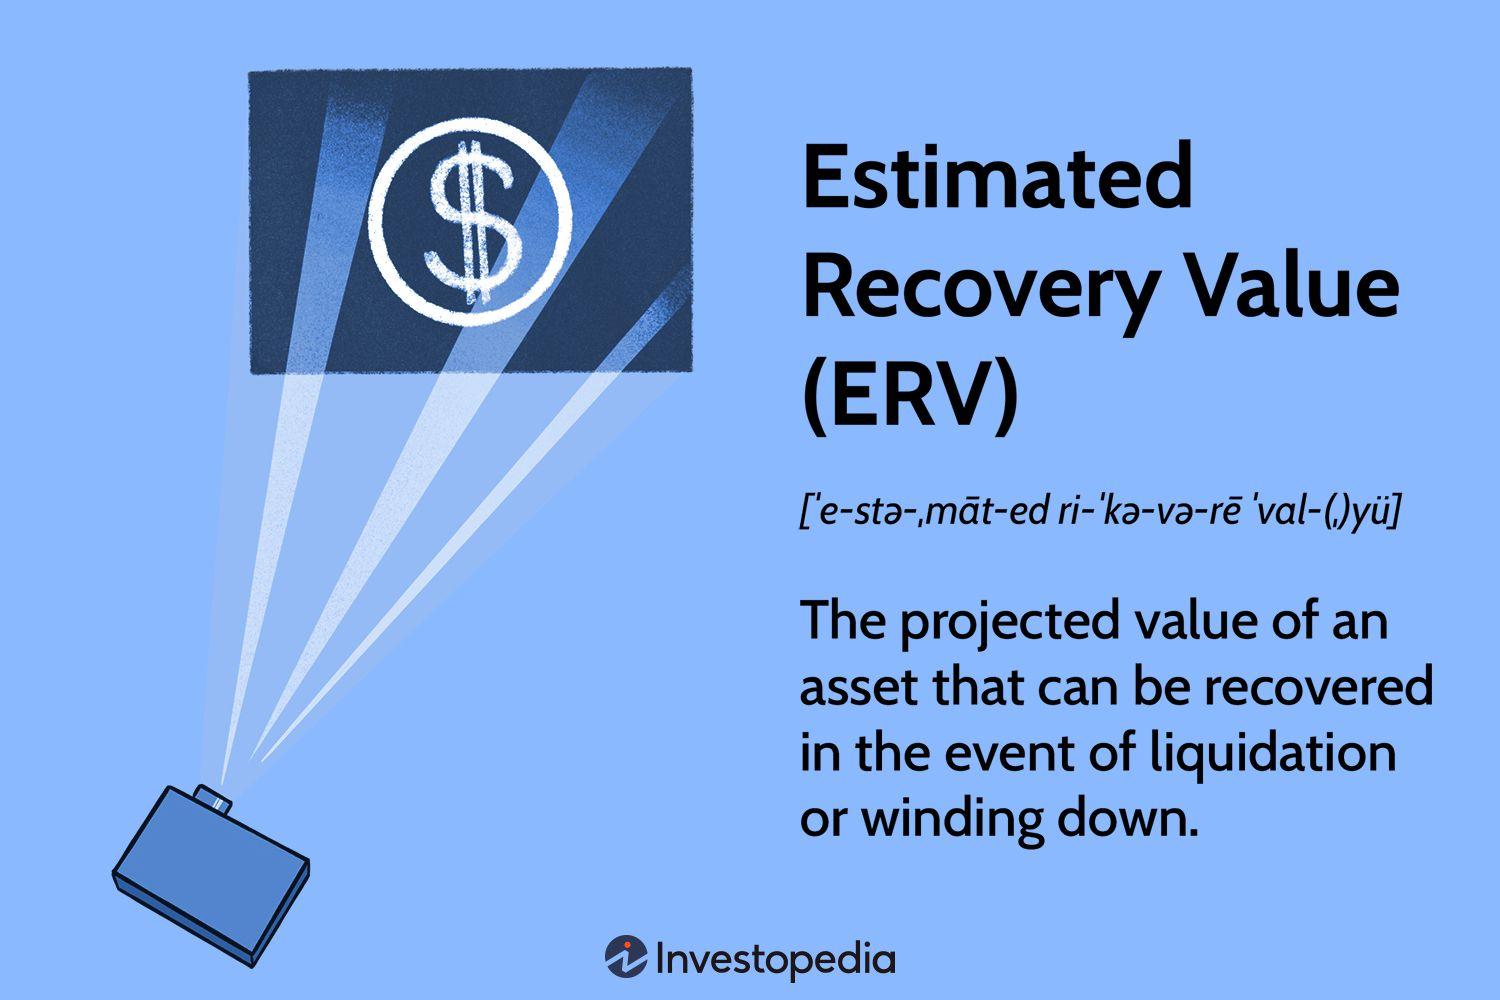 $
Estimated
Recovery Value
(ERV)
[ˈe-stə-ˌmāt-ed ri-ˈkə-və-rē ˈval-(ˌ)yü]
The projected value of an
asset that can be recovered
in the event of liquidation
or winding down.
Investopedia